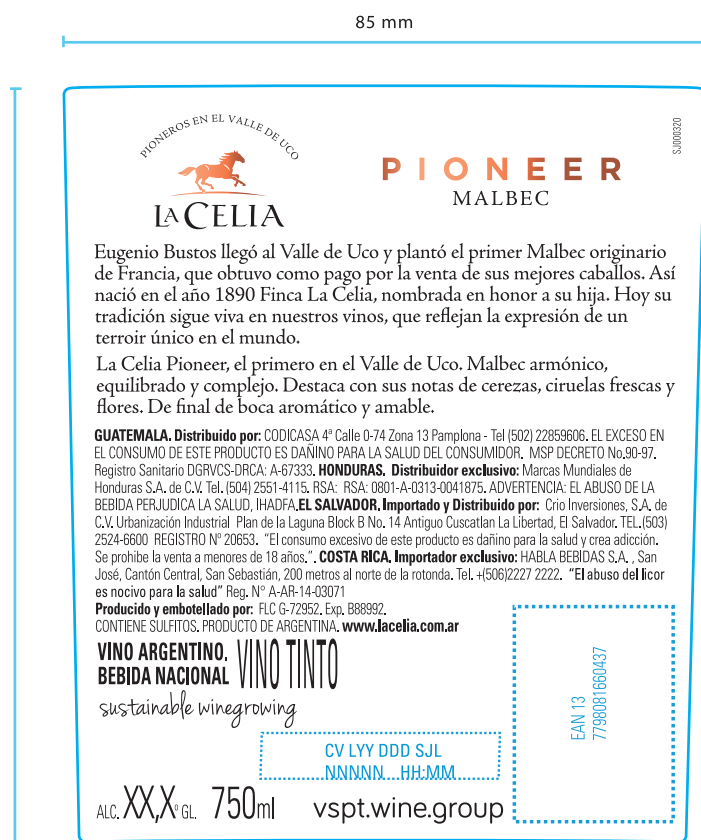 85 mm
PIONEROS EN EL VALLE DE UCO
LA CELIA
PIONEER
MALBEC
SJ000320
Eugenio Bustos llegó al Valle de Uco y plantó el primer Malbec originario
de Francia, que obtuvo como pago por la venta de sus mejores caballos. Así
nació en el año 1890 Finca La Celia, nombrada en honor a su hija. Hoy su
tradición sigue viva en nuestros vinos, que reflejan la expresión de un
terroir único en el mundo.
La Celia Pioneer, el primero en el Valle de Uco. Malbec armónico,
equilibrado y complejo. Destaca con sus notas de cerezas, ciruelas frescas y
flores. De final de boca aromático y amable.
GUATEMALA. Distribuido por: CODICASA 4ª Calle 0-74 Zona 13 Pamplona - Tel (502) 22859606. EL EXCESO EN
EL CONSUMO DE ESTE PRODUCTO ES DAÑINO PARA LA SALUD DEL CONSUMIDOR. MSP DECRETO No.90-97.
Registro Sanitario DGRVCS-DRCA: A-67333. HONDURAS. Distribuidor exclusivo: Marcas Mundiales de
Honduras S.A. de C.V. Tel. (504) 2551-4115. RSA: RSA: 0801-A-0313-0041875. ADVERTENCIA: EL ABUSO DE LA
BEBIDA PERJUDICA LA SALUD, IHADFA.EL SALVADOR. Importado y Distribuido por: Crio Inversiones, S.A. de
C.V. Urbanización Industrial Plan de la Laguna Block B No. 14 Antiguo Cuscatlan La Libertad, El Salvador. TEL.(503)
2524-6600 REGISTRO Nº 20653. “El consumo excesivo de este producto es dañino para la salud y crea adicción.
Se prohibe la venta a menores de 18 años.”. COSTA RICA. Importador exclusivo: HABLA BEBIDAS S.A. , San
José, Cantón Central, San Sebastián, 200 metros al norte de la rotonda. Tel. +(506)2227 2222. “El abuso del licor
es nocivo para la salud” Reg. N° A-AR-14-03071
Producido y embotellado por: FLC G-72952. Exp. B88992.
CONTIENE SULFITOS. PRODUCTO DE ARGENTINA. www.lacelia.com.ar
VINO ARGENTINO.
BEBIDA NACIONAL
VINO TINTO
sustainable winegrowing
EAN 13
7798081660437
CV LYY DDD SJL
NNNNN HH:MM
ALC. XX,Xº GL. 750ml vspt.wine.group